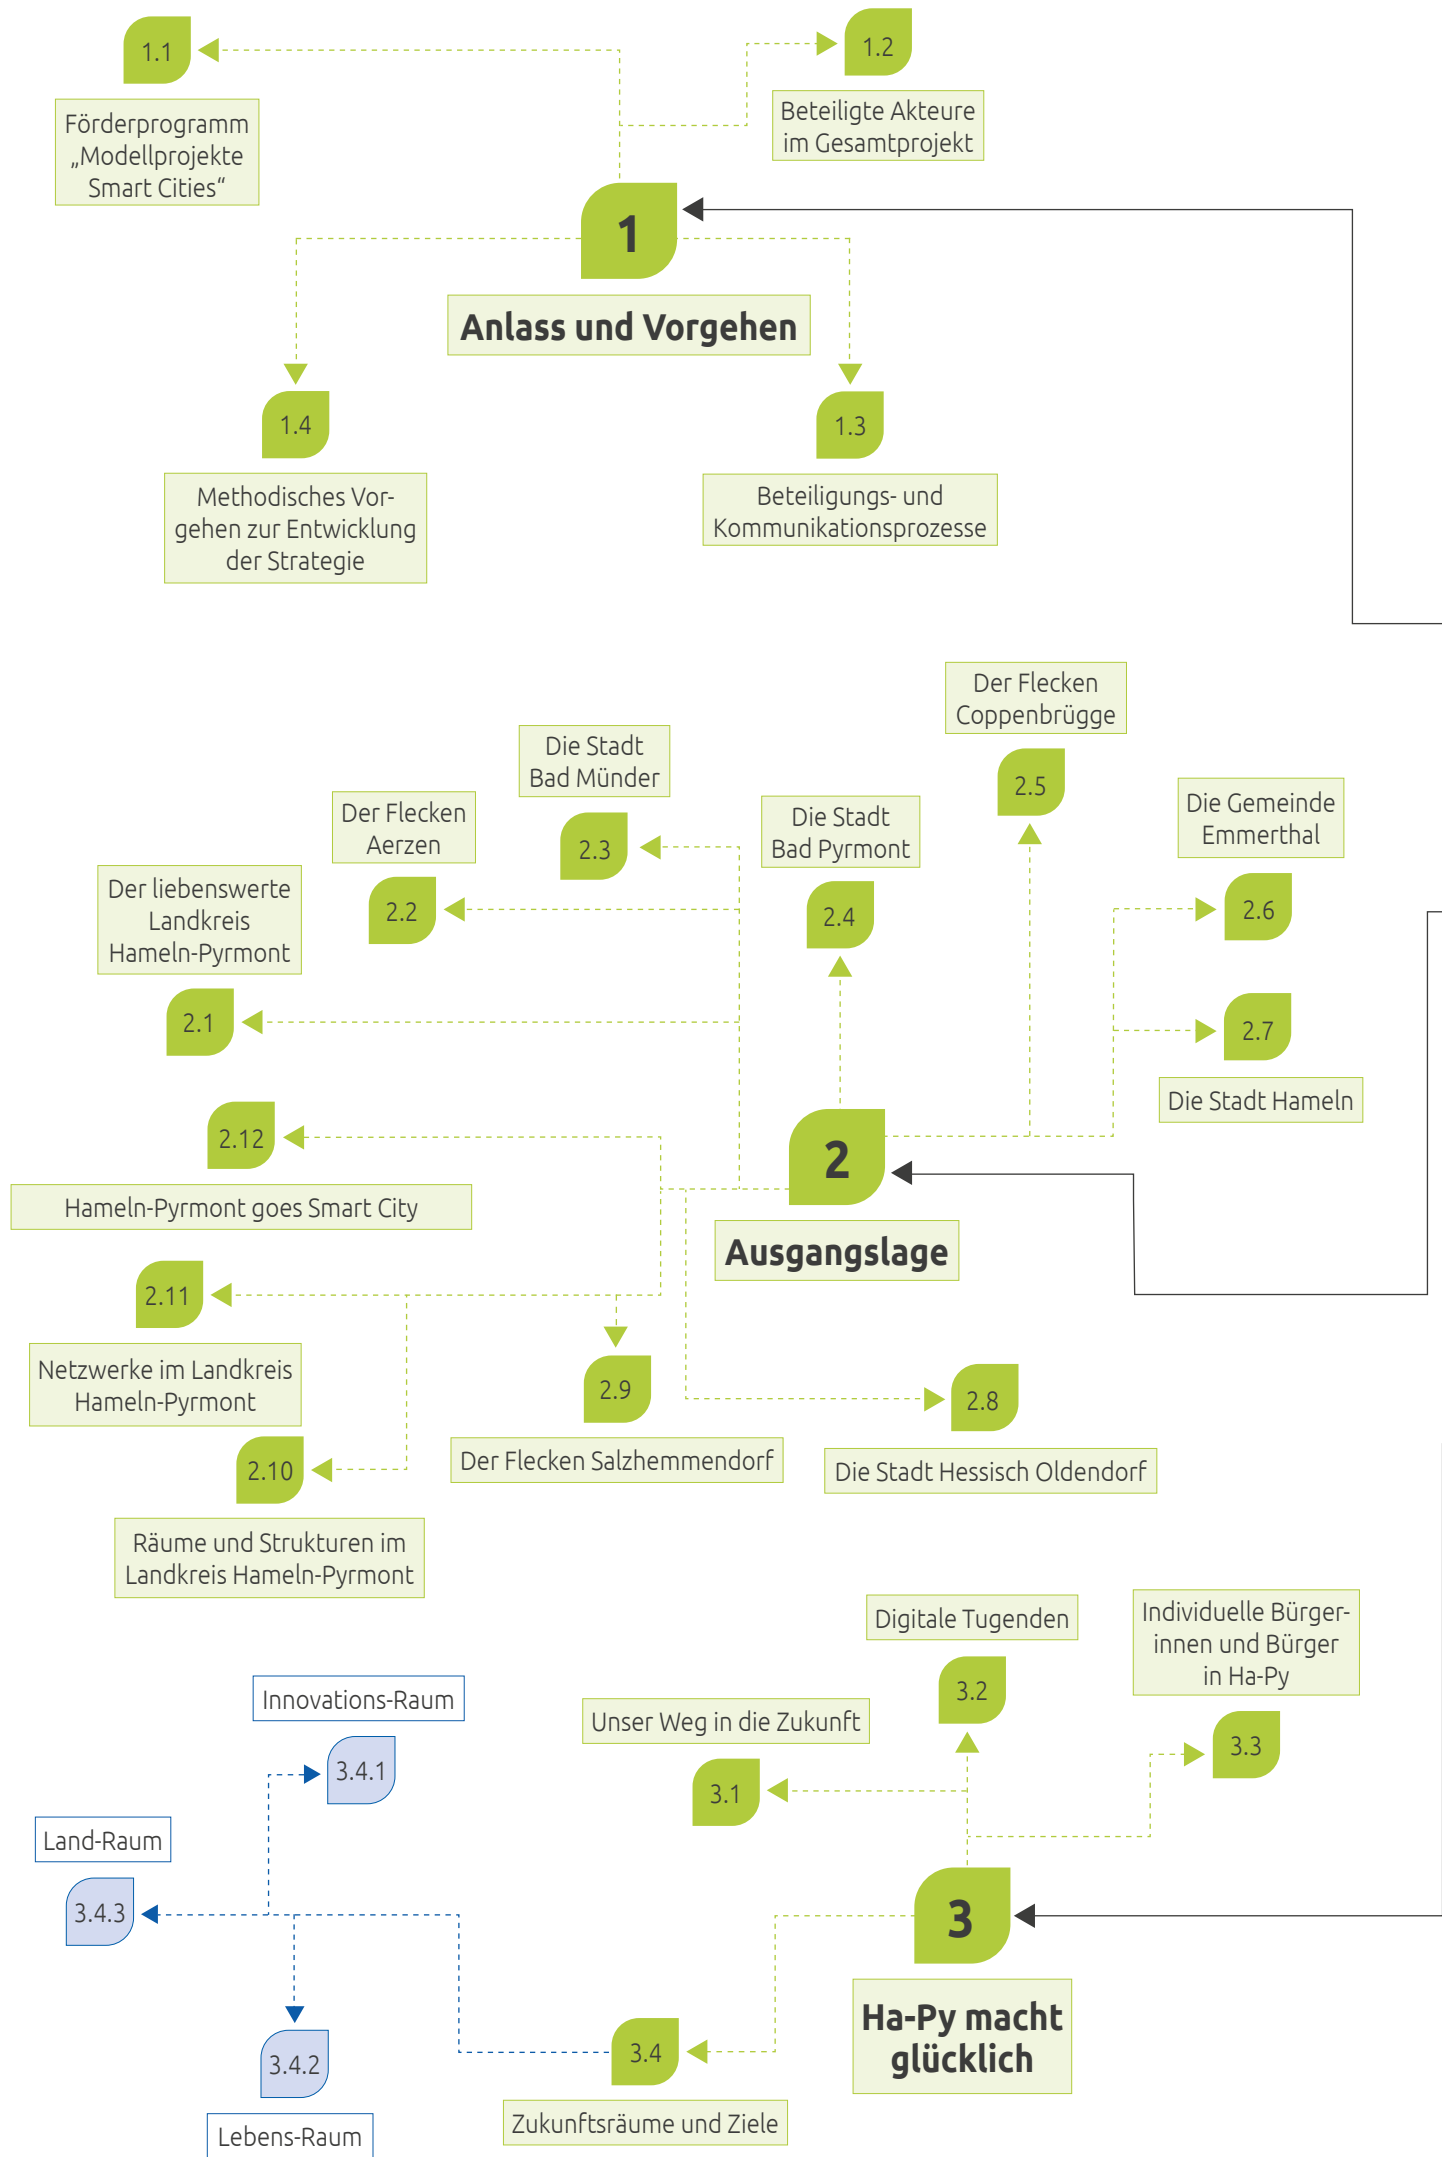 1.1
Förderprogramm
„Modellprojekte
Smart Cities“
1.2
Beteiligte Akteure
im Gesamtprojekt
1
Anlass und Vorgehen
1.4
Methodisches Vor-
gehen zur Entwicklung
der Strategie
1.3
Beteiligungs- und
Kommunikationsprozesse
Der liebenswerte
Landkreis
Hameln-Pyrmont
2.1
Der Flecken
Aerzen
2.2
Die Stadt
Bad Münder
2.3
Die Stadt
Bad Pyrmont
2.4
Der Flecken
Coppenbrügge
2.5
Die Gemeinde
Emmerthal
2.6
2.7
Die Stadt Hameln
2
Ausgangslage
2.12
Hameln-Pyrmont goes Smart City
2.11
Netzwerke im Landkreis
Hameln-Pyrmont
2.10
Räume und Strukturen im
Landkreis Hameln-Pyrmont
2.9
Der Flecken Salzhemmendorf
2.8
Die Stadt Hessisch Oldendorf
Unser Weg in die Zukunft
3.1
Digitale Tugenden
3.2
Individuelle Bürger-
innen und Bürger
in Ha-Py
3.3
3
Ha-Py macht
glücklich
3.4
Zukunftsräume und Ziele
Innovations-Raum
3.4.1
Land-Raum
3.4.3
3.4.2
Lebens-Raum